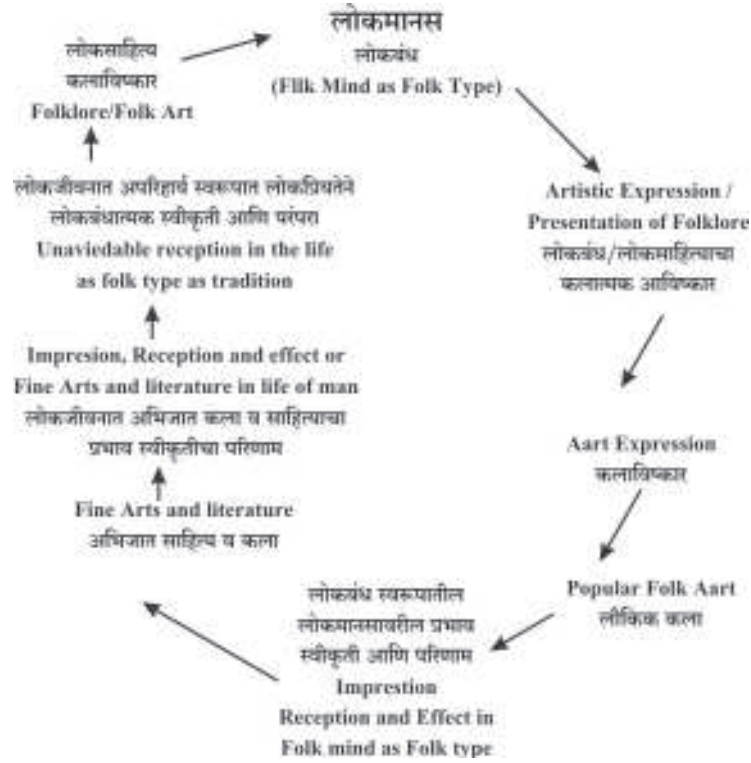 लोकमानस
लोकबंध
(Fllk Mind as Folk Type)
Artistic Expression /
Presentation of Folklore
लोकबंध/लोकसाहित्याचा
कलात्मक आविष्कार
Aart Expression
कलाविष्कार
Popular Folk Aart
लौकिक कला
लोकबंध स्वरूपातील
लोकमानसावरील प्रभाव
स्वीकृती आणि परिणाम
Imprestion
Reception and Effect in
Folk mind as Folk type
Fine Arts and literature
अभिजात साहित्य व कला
Impresion, Reception and effect or
Fine Arts and literature in life of man
लोकजीवनात अभिजात कला व साहित्याचा
प्रभाव स्वीकृतीचा परिणाम
लोकजीवनात अपरिहार्य स्वरूपात लोकप्रियतेने
लोकबंधात्मक स्वीकृती आणि परंपरा
Unaviedable reception in the life
as folk type as tradition
लोकसाहित्य
कलाविष्कार
Folklore/Folk Art